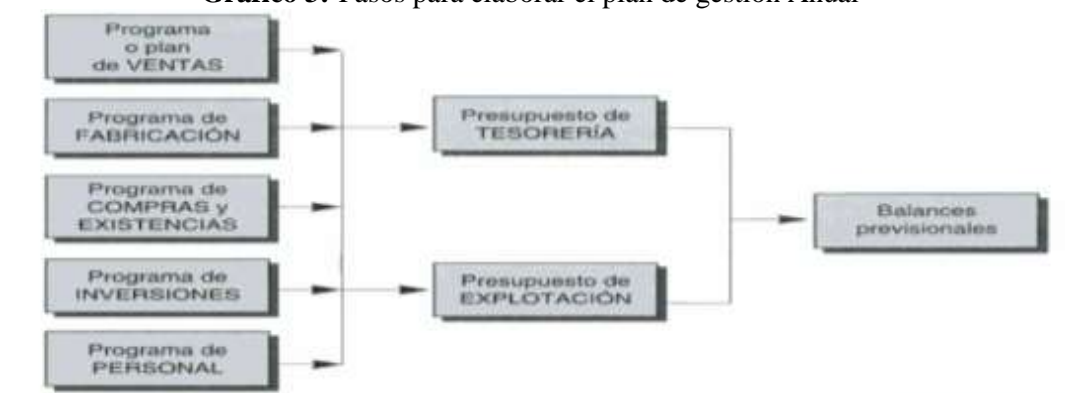 Gráfico 3: Pasos para elaborar el plan de gestión Anual
Programa
o plan
de VENTAS
Programa de
FABRICACIÓN
Programa de
COMPRAS y
EXISTENCIAS
Programa de
INVERSIONES
Programa de
PERSONAL
Presupuesto de
TESORERÍA
Presupuesto de
EXPLOTACIÓN
Balances
previsionales